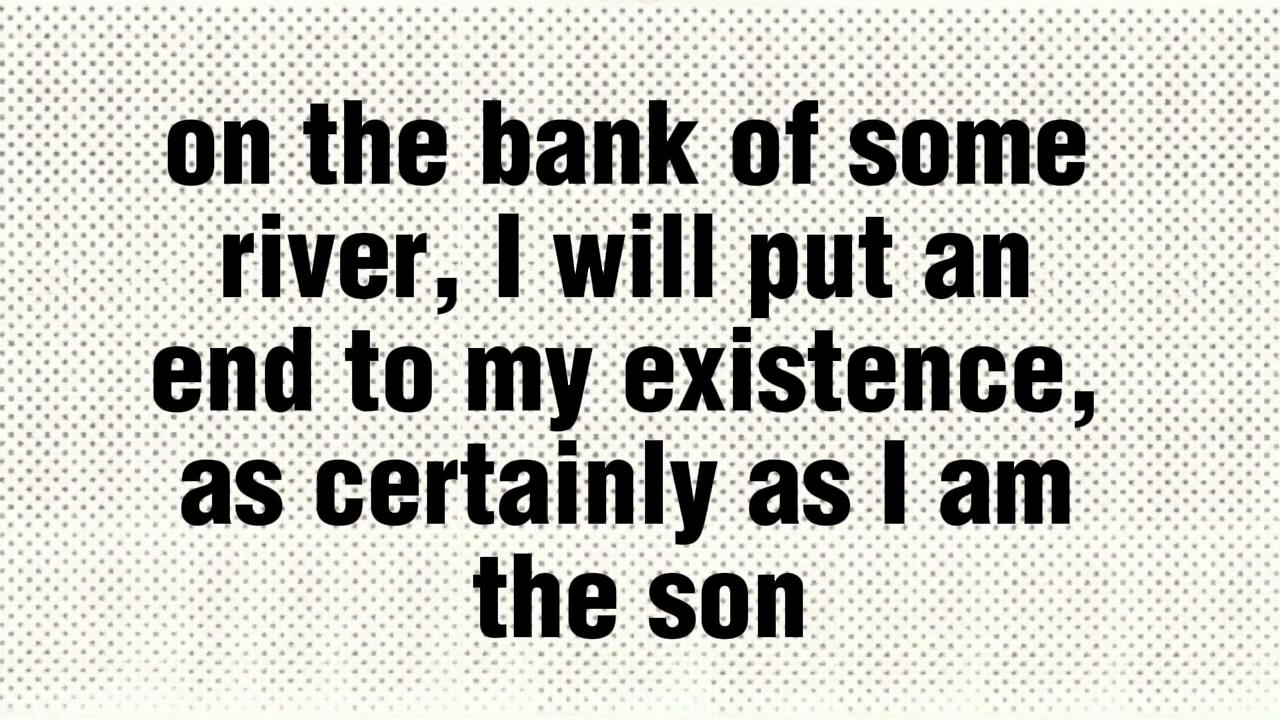 on the bank of some
river, I will put an
end to my existence,
as certainly as I am
the son